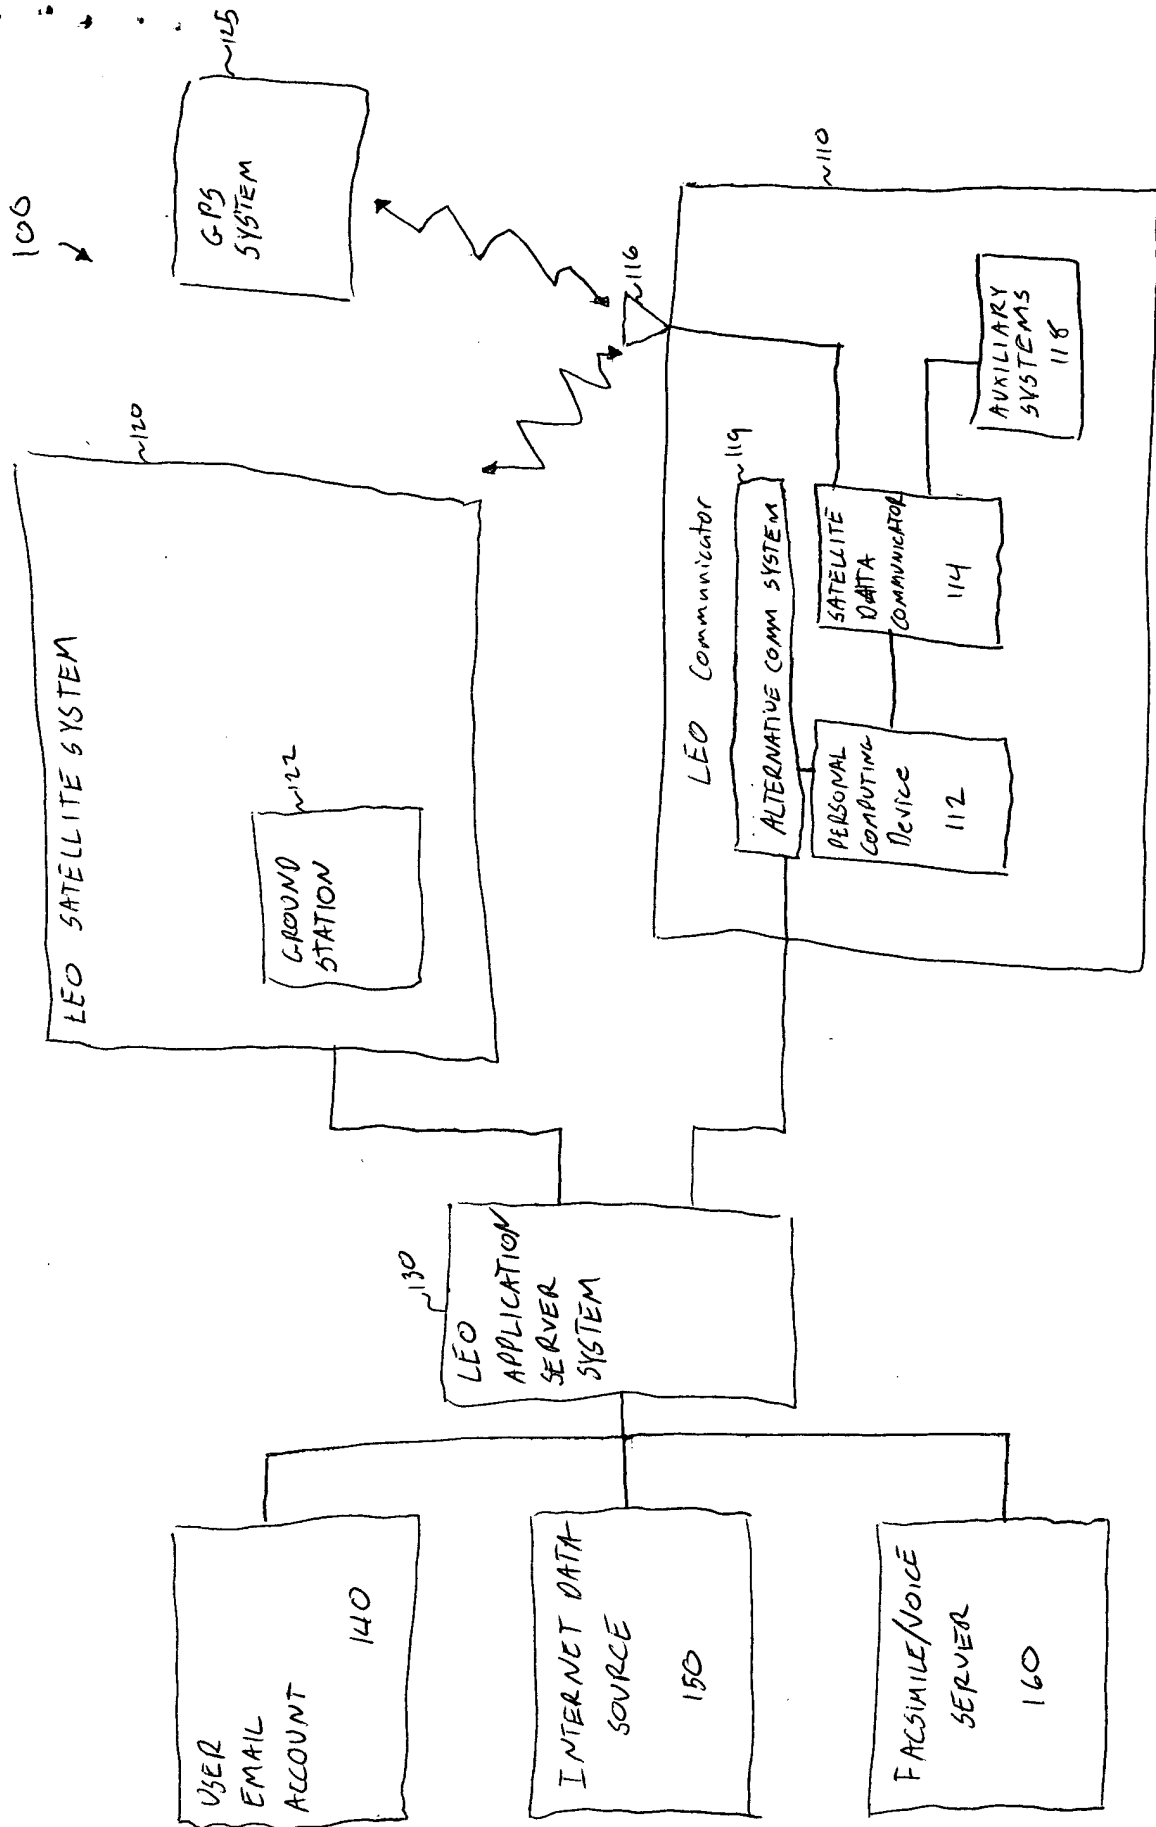 100
USER
EMAIL
ACCOUNT
140
INTERNET DATA
SOURCE
150
FACSIMILE/VOICE
SERVER
160
130
LEO
APPLICATION
SERVER
SYSTEM
LEO SATELLITE SYSTEM
120
122
GROUND
STATION
GPS
SYSTEM
125
116
110
LEO Communicator
119
ALTERNATIVE COMM SYSTEM
PERSONAL
COMPUTING
Device
112
SATELLITE
DATA
COMMUNICATOR
114
AUXILIARY
SYSTEMS
118